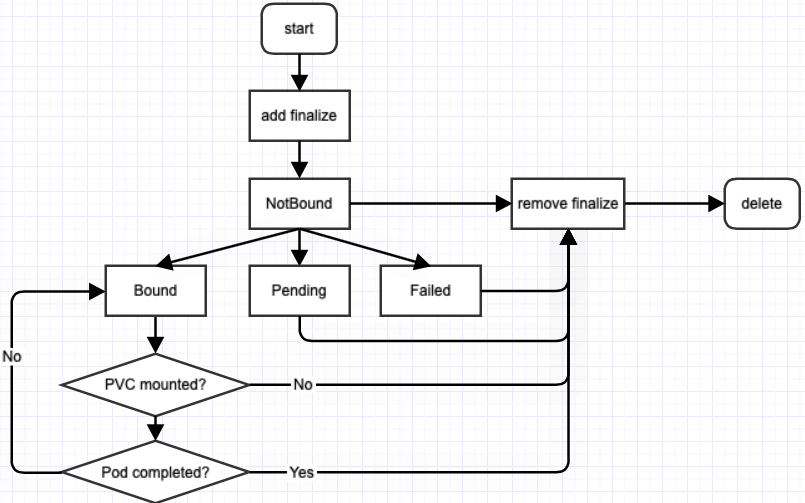 start
add finalize
NotBound
remove finalize
delete
Bound
Pending
Failed
No
PVC mounted?
No
Pod completed?
Yes